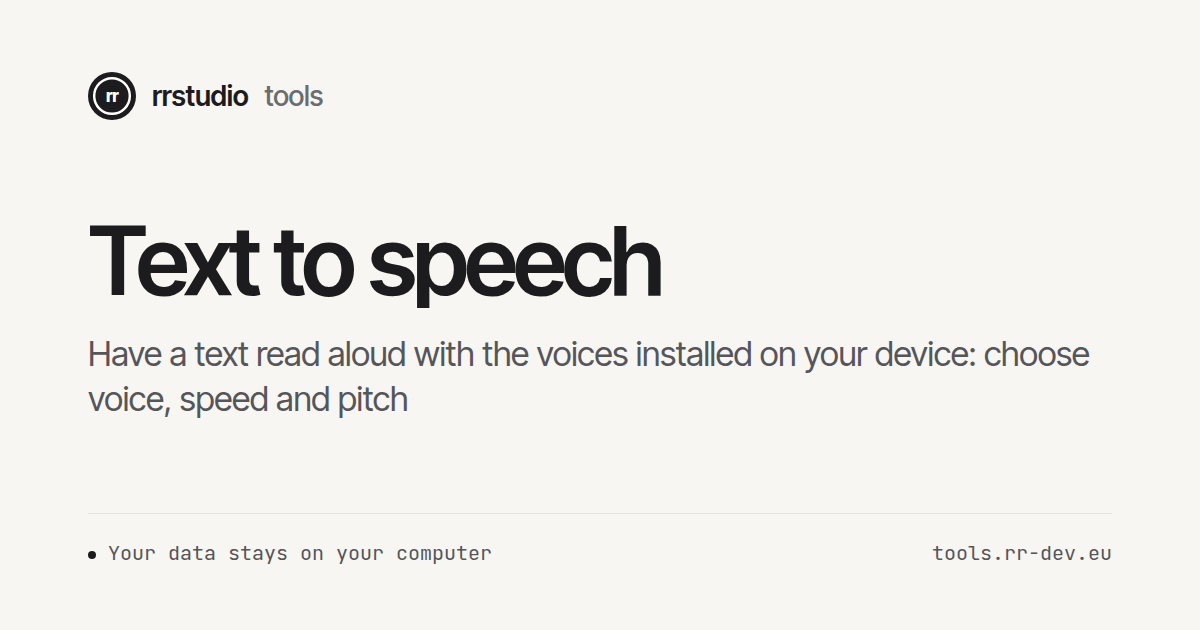 rr rrstudio tools
Text to speech
Have a text read aloud with the voices installed on your device: choose
voice, speed and pitch
Your data stays on your computer
tools.rr-dev.eu